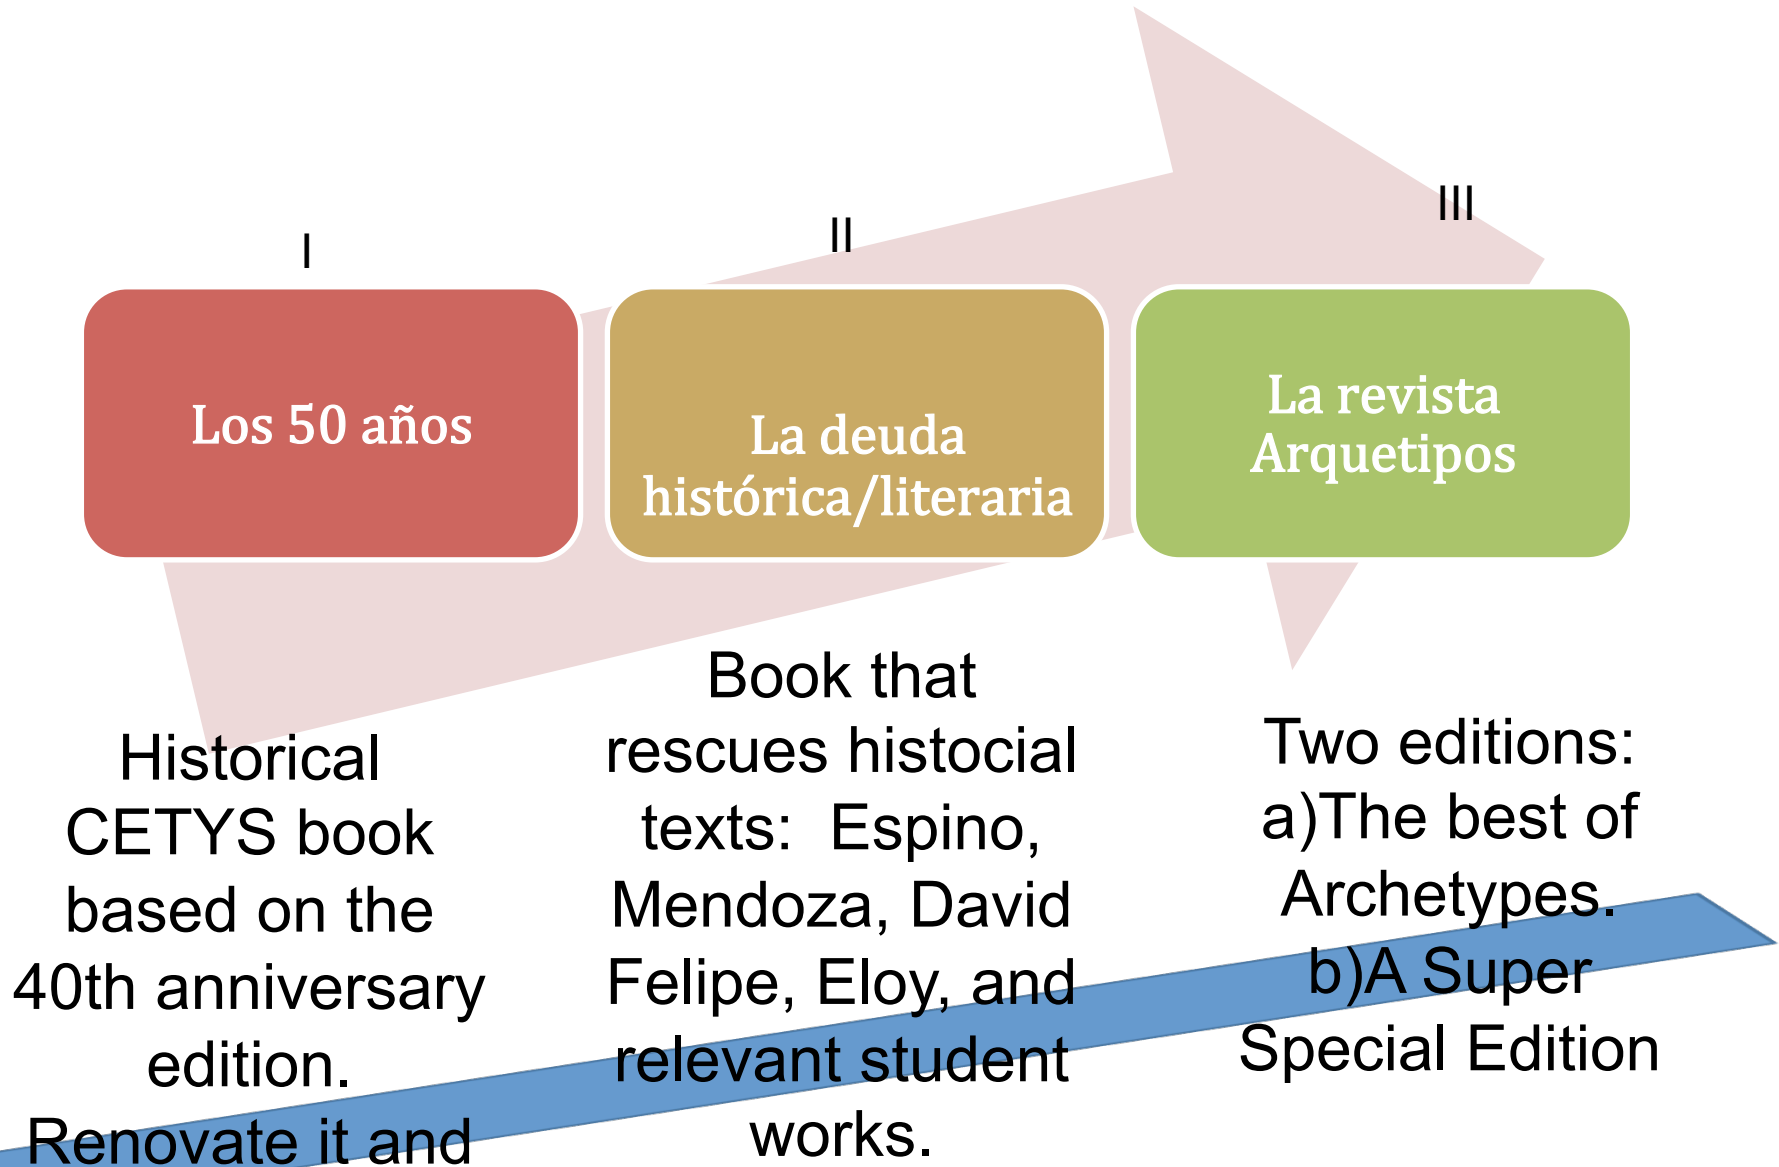 I
Los 50 años
Historical
CETYS book
based on the
40th anniversary
edition.
Renovate it and
II
La deuda
histórica/literaria
Book that
rescues histocial
texts:  Espino,
Mendoza, David
Felipe, Eloy, and
relevant student
works.
III
La revista
Arquetipos
Two editions:
a)The best of
Archetypes.
b)A Super
Special Edition